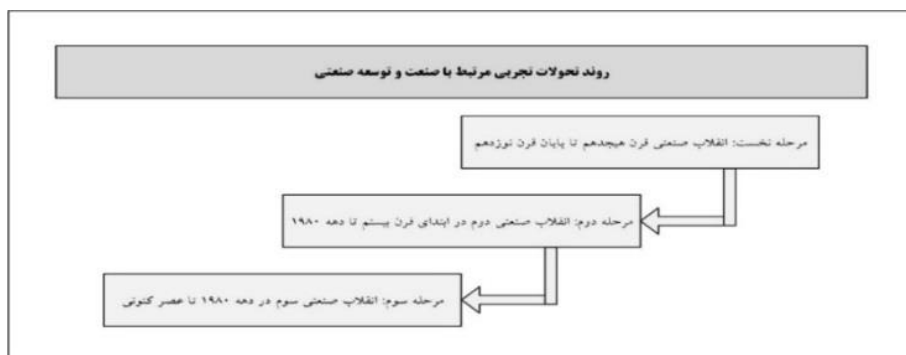 روند تحولات تجربی مرتبط با صنعت و توسعه صنعتی
مرحله نخست: انقلاب صنعتی قرن هیجدهم تا پایان قرن نوزدهم
مرحله دوم: انقلاب صنعتی دوم در ابتدای قرن بیستم تا دهه ۱۹۸۰
مرحله سوم: انقلاب صنعتی سوم در دهه ۱۹۸۰ تا عصر کنونی